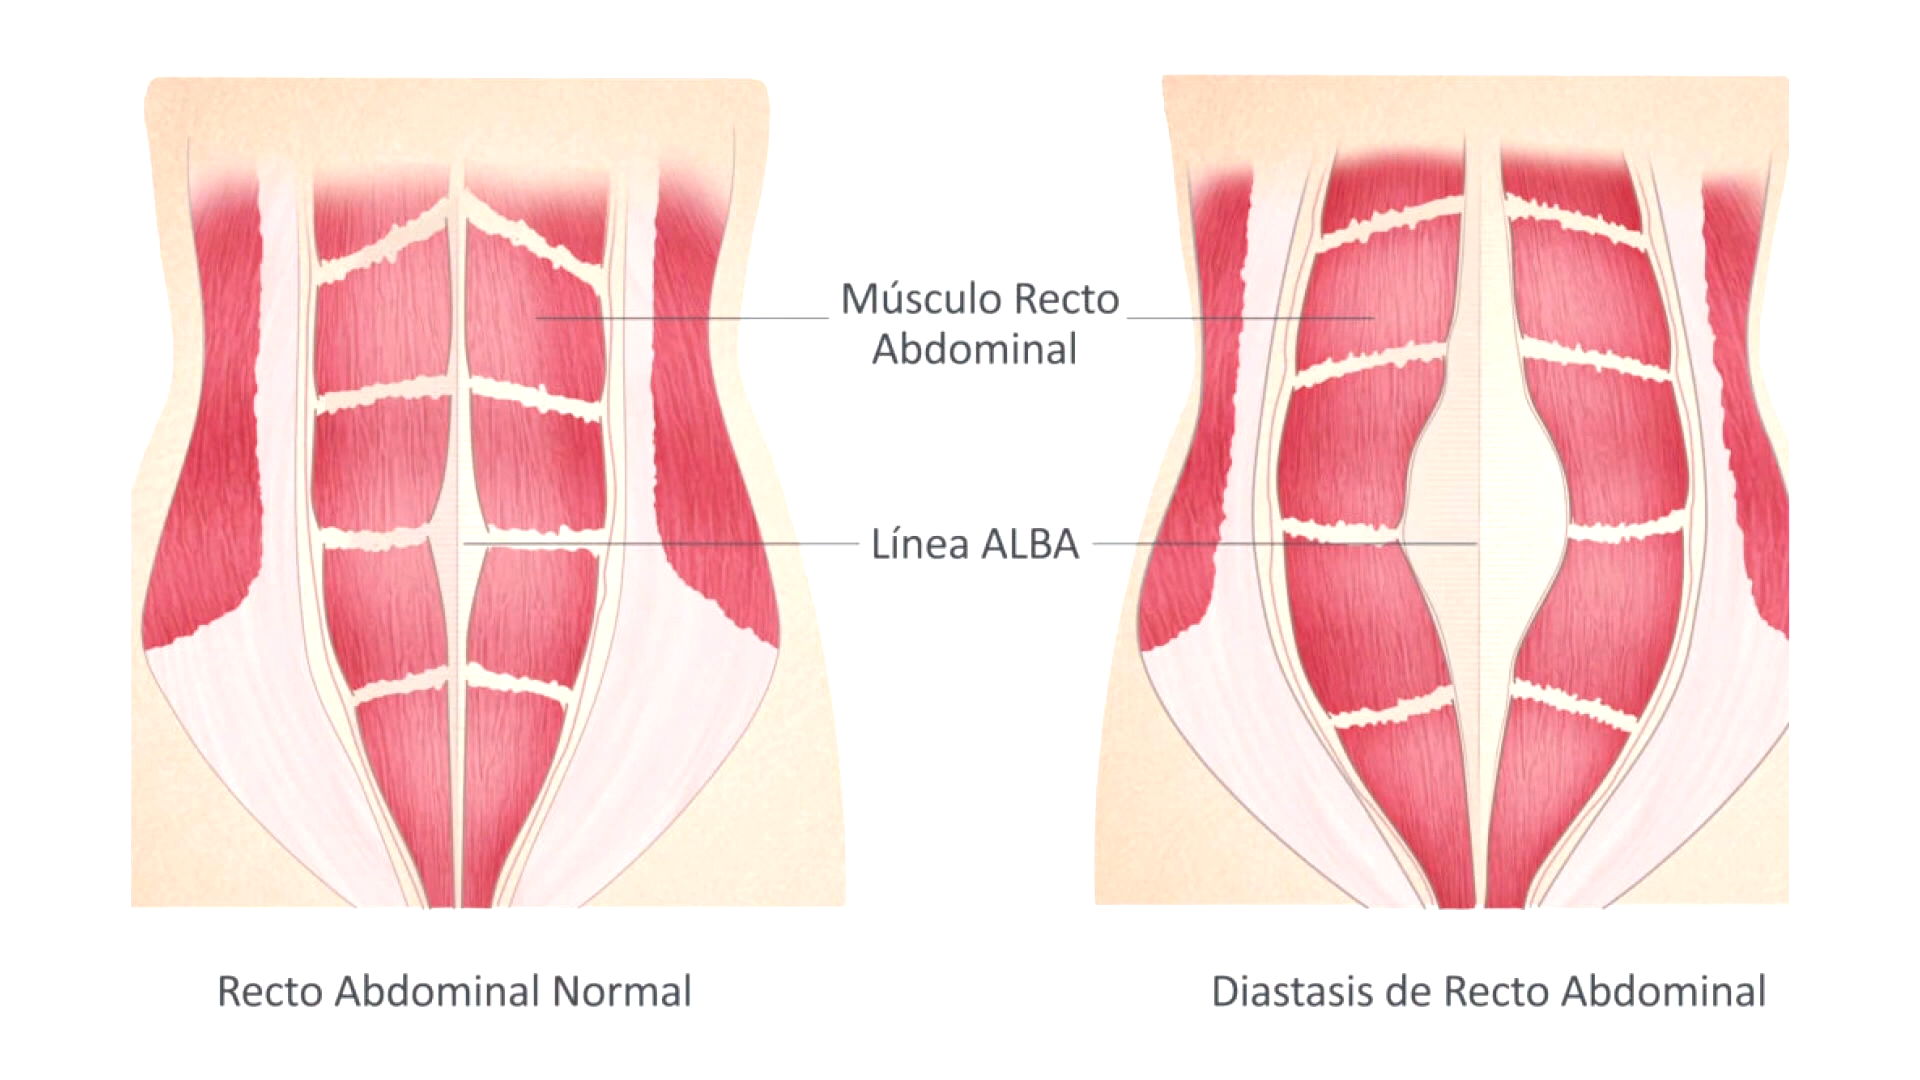 Músculo Recto
Abdominal
Línea ALBA
Recto Abdominal Normal
Diastasis de Recto Abdominal